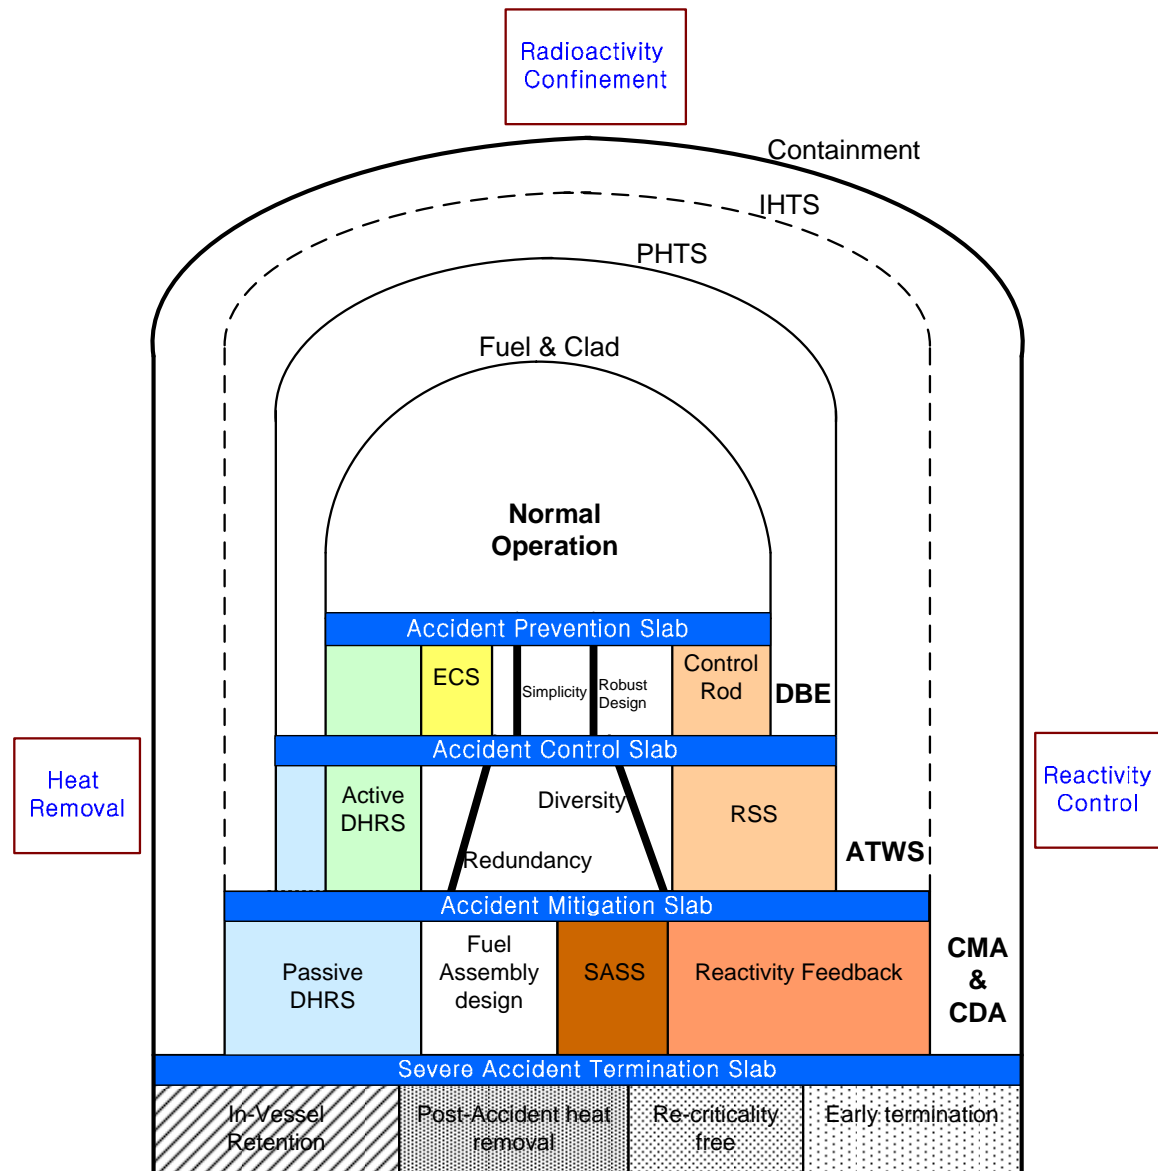 Radioactivity
Confinement
Containment
IHTS
PHTS
Fuel & Clad
Normal
Operation
Accident Prevention Slab
ECS
Simplicity
Robust
Design
Control
Rod
DBE
Accident Control Slab
Heat
Removal
Active
DHRS
Diversity
Redundancy
RSS
ATWS
Reactivity
Control
Accident Mitigation Slab
Passive
DHRS
Fuel
Assembly
design
SASS
Reactivity Feedback
CMA
&
CDA
Severe Accident Termination Slab
In-Vessel
Retention
Post-Accident heat
removal
Re-criticality
free
Early termination